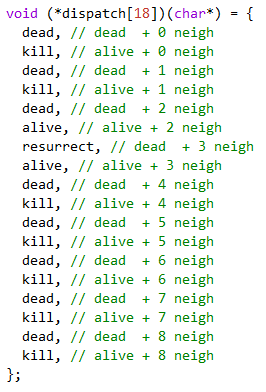 void (*dispatch[18])(char*) = {
  dead, // dead  + 0 neigh
  kill, // alive + 0 neigh
  dead, // dead  + 1 neigh
  kill, // alive + 1 neigh
  dead, // dead  + 2 neigh
  alive, // alive + 2 neigh
  resurrect, // dead  + 3 neigh
  alive, // alive + 3 neigh
  dead, // dead  + 4 neigh
  kill, // alive + 4 neigh
  dead, // dead  + 5 neigh
  kill, // alive + 5 neigh
  dead, // dead  + 6 neigh
  kill, // alive + 6 neigh
  dead, // dead  + 7 neigh
  kill, // alive + 7 neigh
  dead, // dead  + 8 neigh
  kill, // alive + 8 neigh
};